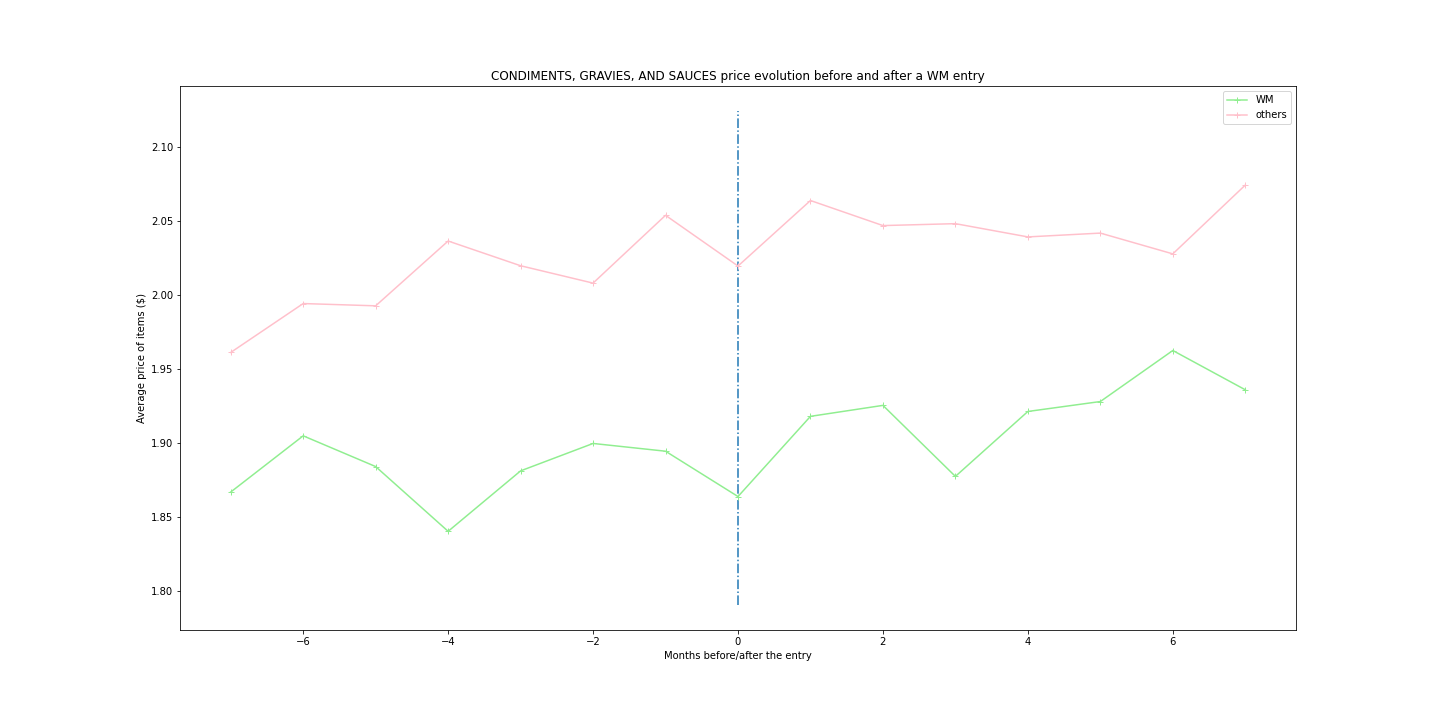 CONDIMENTS, GRAVIES, AND SAUCES price evolution before and after a WM entry
WM
others
2.10
2.05
2.00
1.95
1.90
1.85
1.80
Average price of items ($)
−6
−4
−2
0
2
4
6
Months before/after the entry